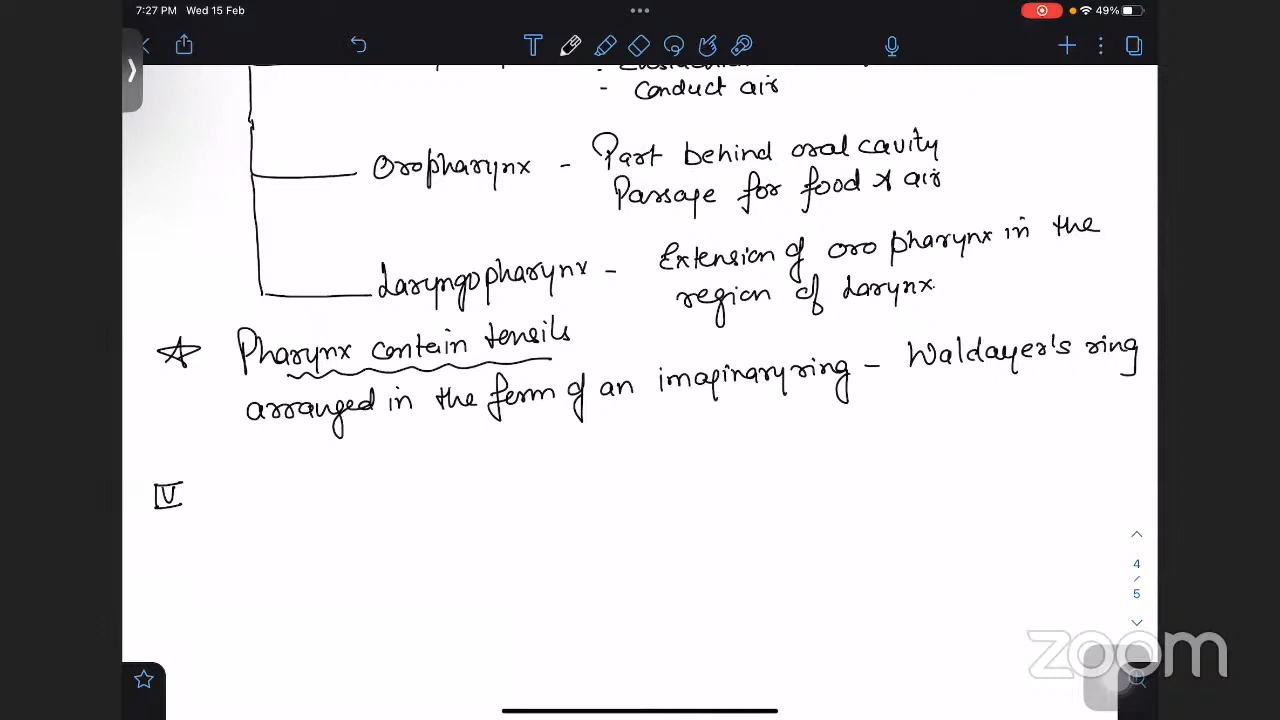 7:27 PM Wed 15 Feb
49%
- Conduct air
Oropharynx - Part behind oral cavity
Passage for food & air
Laryngopharynx - Extension of oropharynx in the
region of Larynx.
Pharynx contain tonsils
arranged in the form of an imaginary ring - Waldayer's ring
IV
4
/
5
zoom